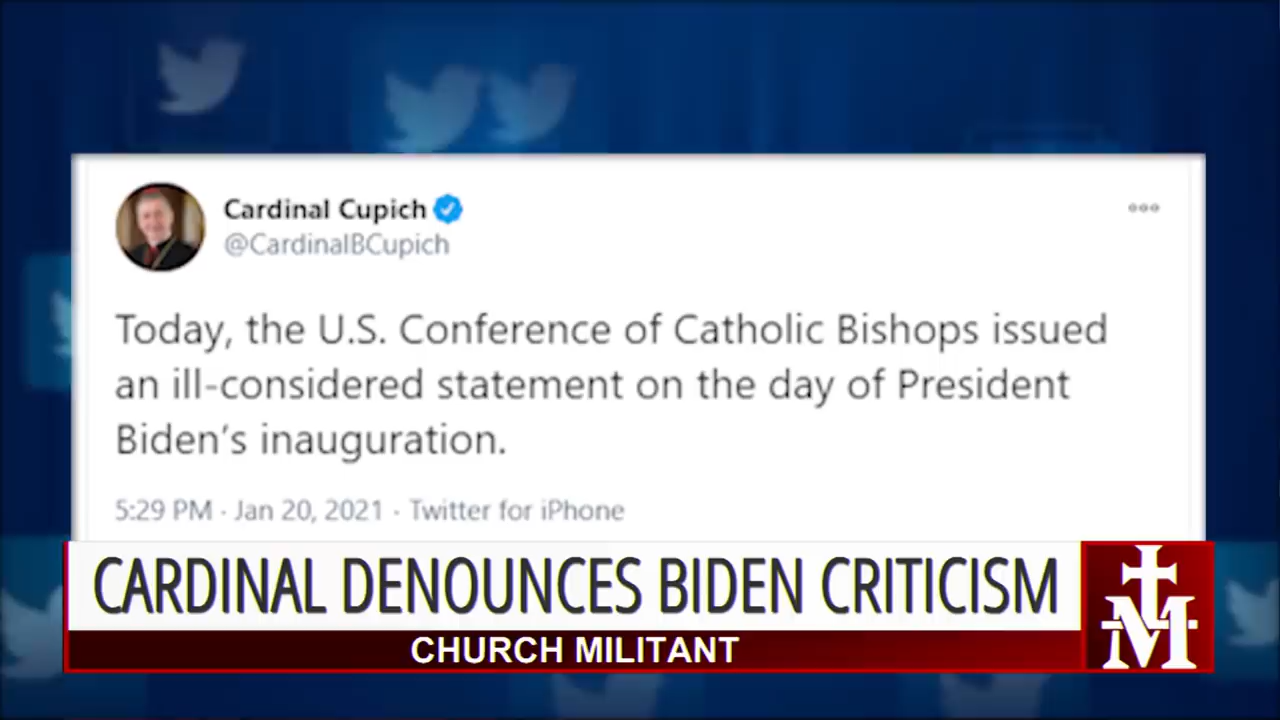 Cardinal Cupich
@CardinalBCupich
Today, the U.S. Conference of Catholic Bishops issued
an ill-considered statement on the day of President
Biden's inauguration.
5:29 PM · Jan 20, 2021 · Twitter for iPhone
CARDINAL DENOUNCES BIDEN CRITICISM
CHURCH MILITANT
M